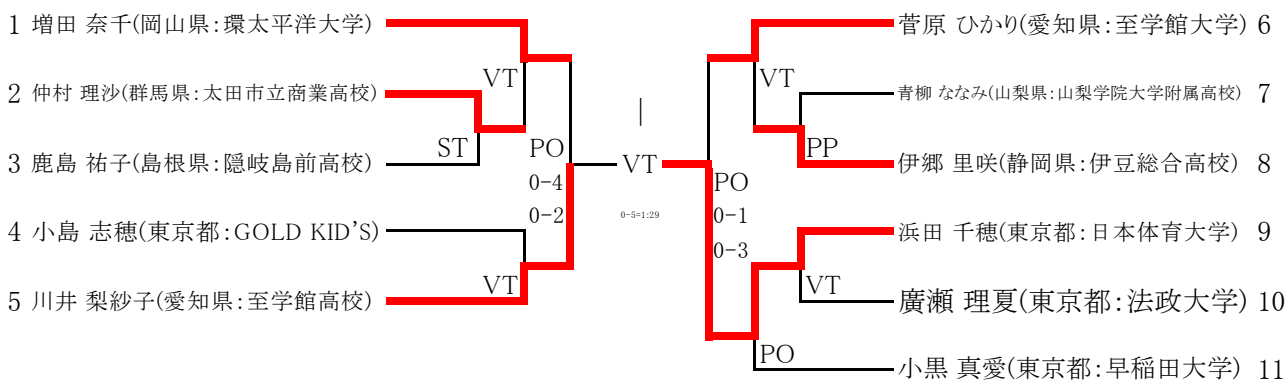 1 増田 奈千(岡山県:環太平洋大学)
2 仲村 理沙(群馬県:太田市立商業高校)
3 鹿島 祐子(島根県:隠岐島前高校)
4 小島 志穂(東京都:GOLD KID'S)
5 川井 梨紗子(愛知県:至学館高校)
VT
ST
VT
PO
0-4
0-2
VT
0-5=1:29
PO
0-1
0-3
VT
PP
VT
PO
菅原 ひかり(愛知県:至学館大学) 6
青柳 ななみ(山梨県:山梨学院大学附属高校) 7
伊郷 里咲(静岡県:伊豆総合高校) 8
浜田 千穂(東京都:日本体育大学) 9
廣瀬 理夏(東京都:法政大学) 10
小黒 真愛(東京都:早稲田大学) 11